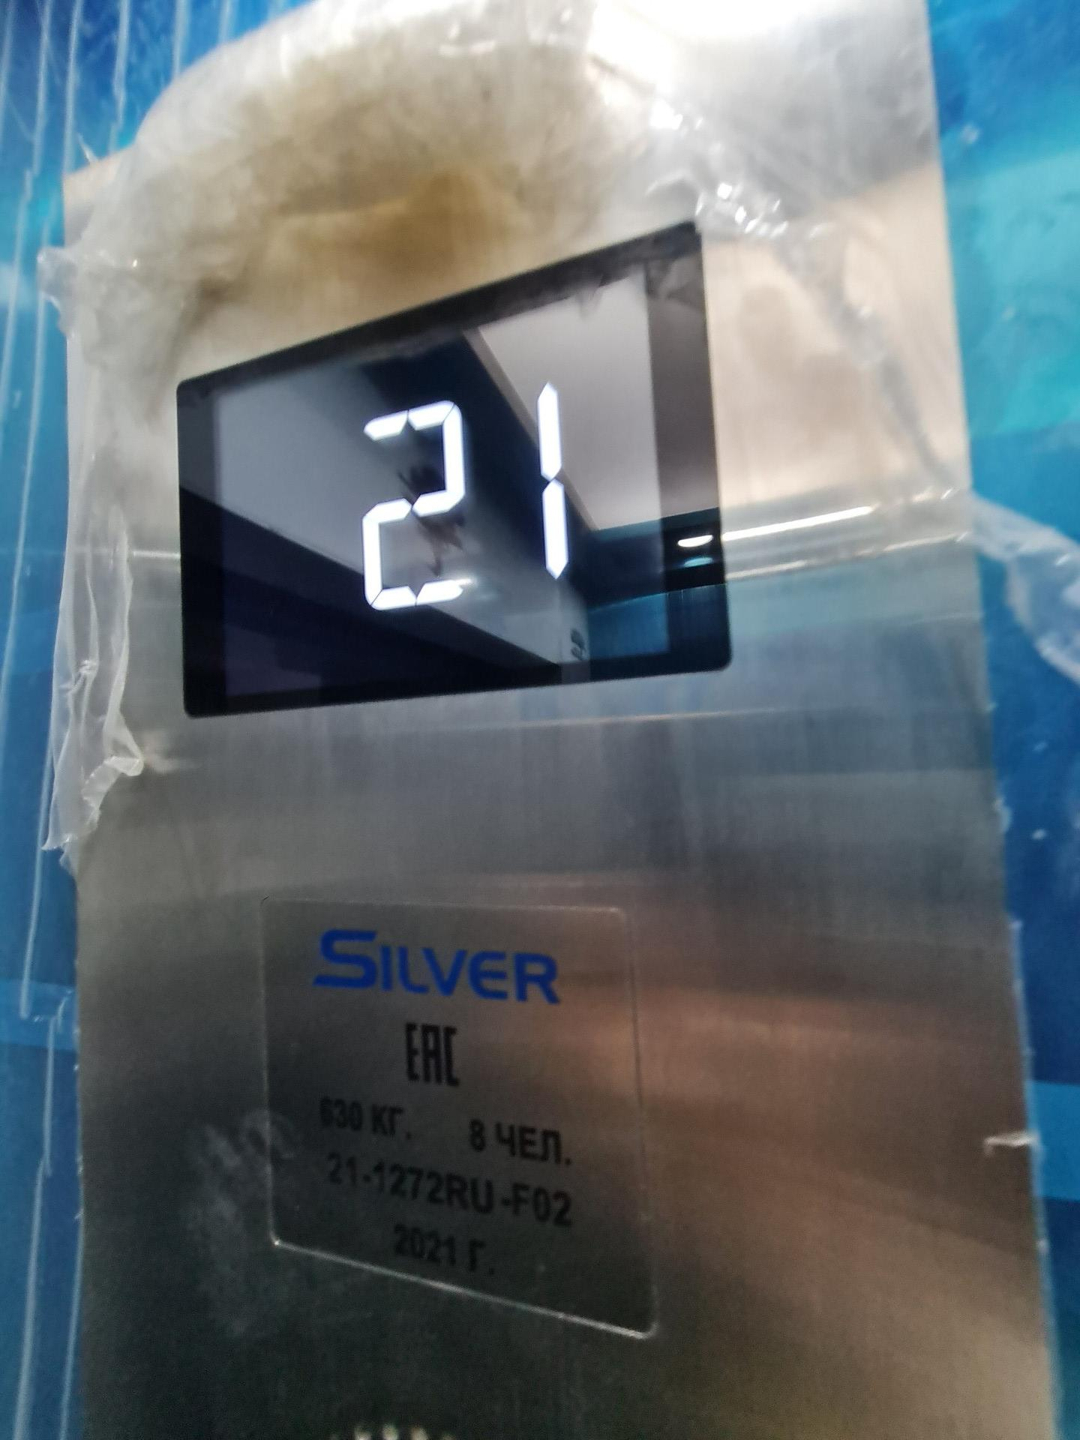 21
SILVER
EAC
630 КГ. 8 ЧЕЛ.
21-1272RU-F02
2021 Г.